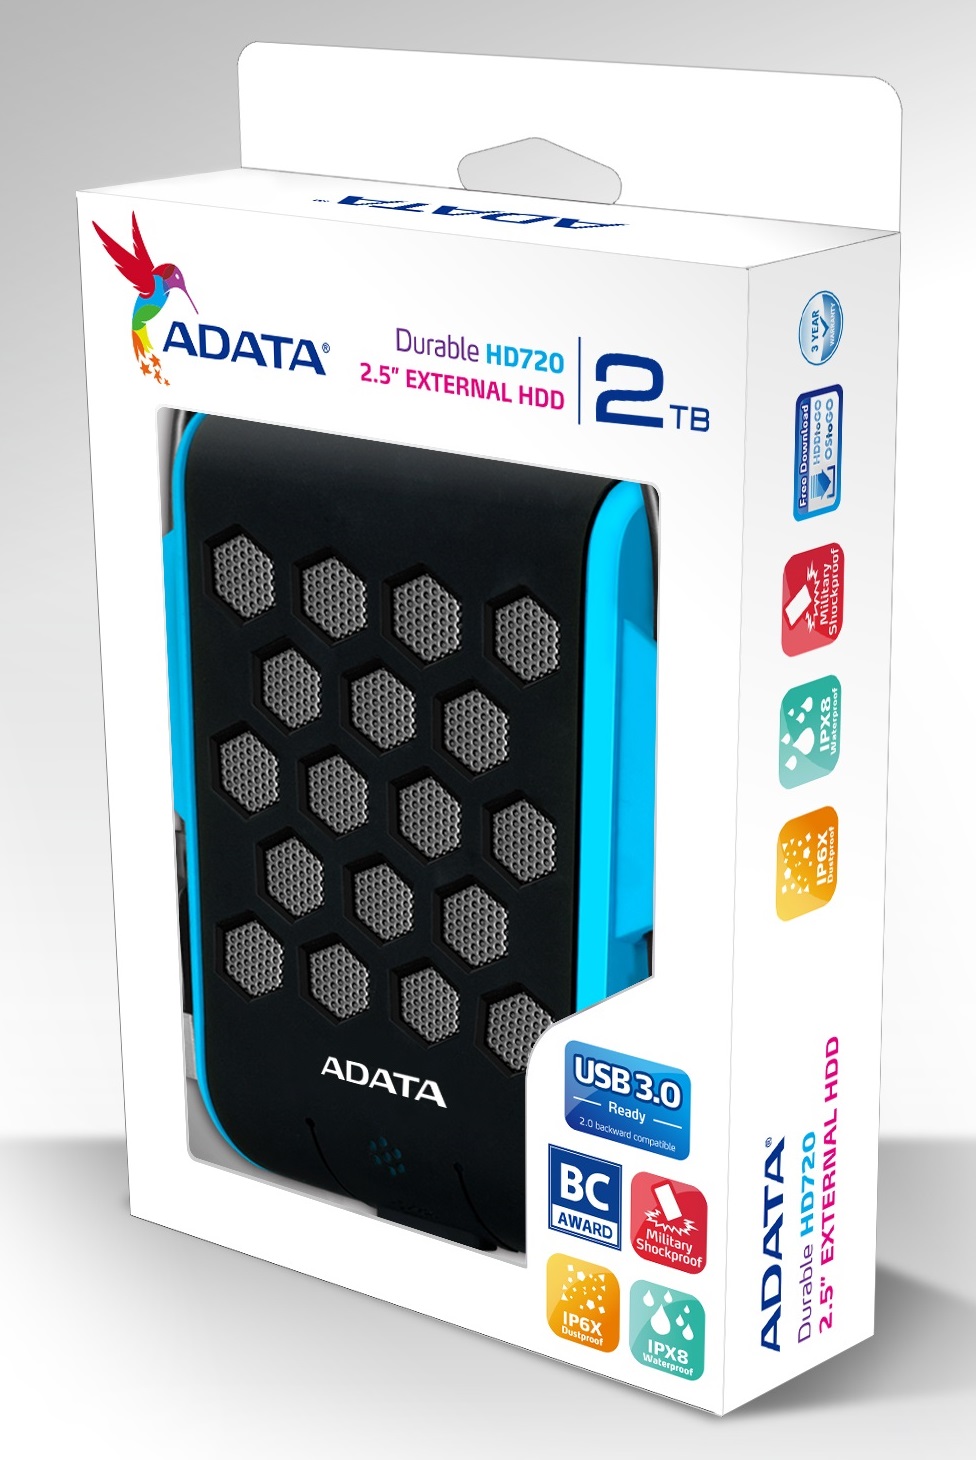 ADATA™
ADATA®
Durable HD720
2.5" EXTERNAL HDD
2TB
ADATA
USB 3.0
Ready
2.0 backward compatible
BC
AWARD
Military
Shockproof
IP6X
Dustproof
IPX8
Waterproof
3 YEAR
WARRANTY
Free Download
HDDtoGO
OStoGO
Military
Shockproof
IPX8
Waterproof
IP6X
Dustproof
ADATA®
Durable HD720
2.5" EXTERNAL HDD